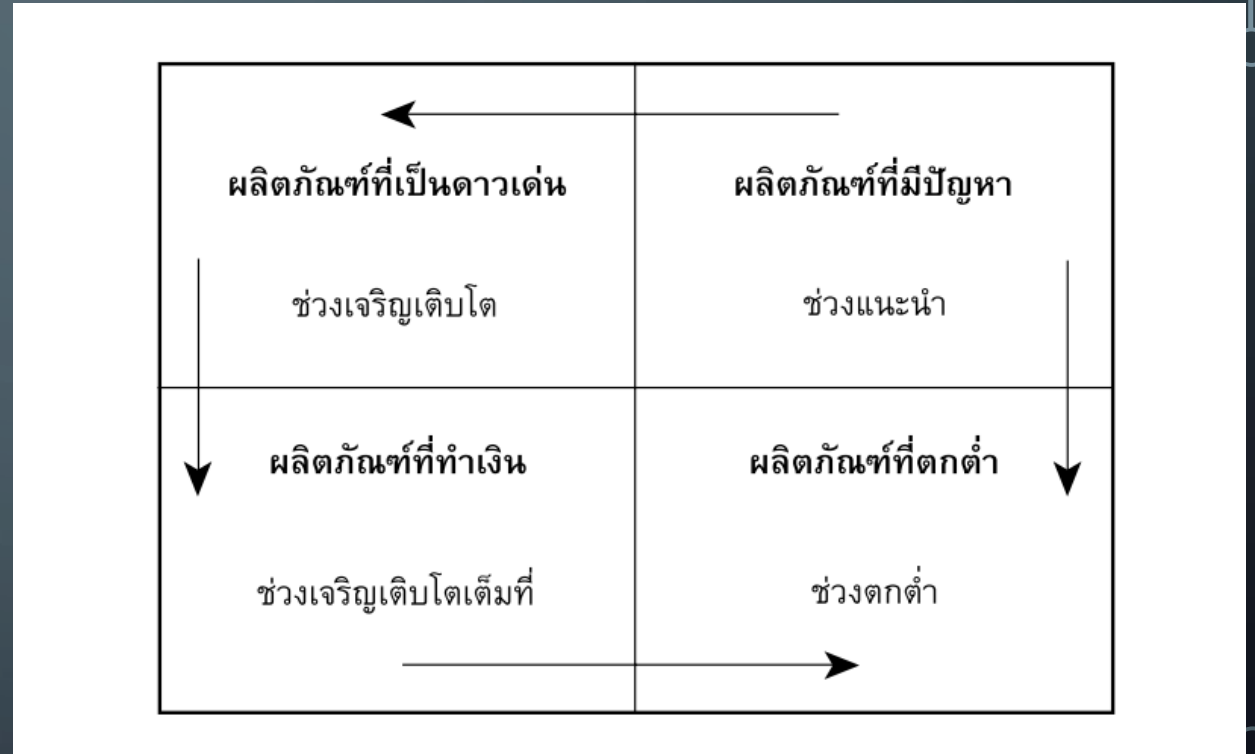 ผลิตภัณฑ์ที่เป็นดาวเด่น
ช่วงเจริญเติบโต
ผลิตภัณฑ์ที่มีปัญหา
ช่วงแนะนำ
ผลิตภัณฑ์ที่ทำเงิน
ช่วงเจริญเติบโตเต็มที่
ผลิตภัณฑ์ที่ตกต่ำ
ช่วงตกต่ำ